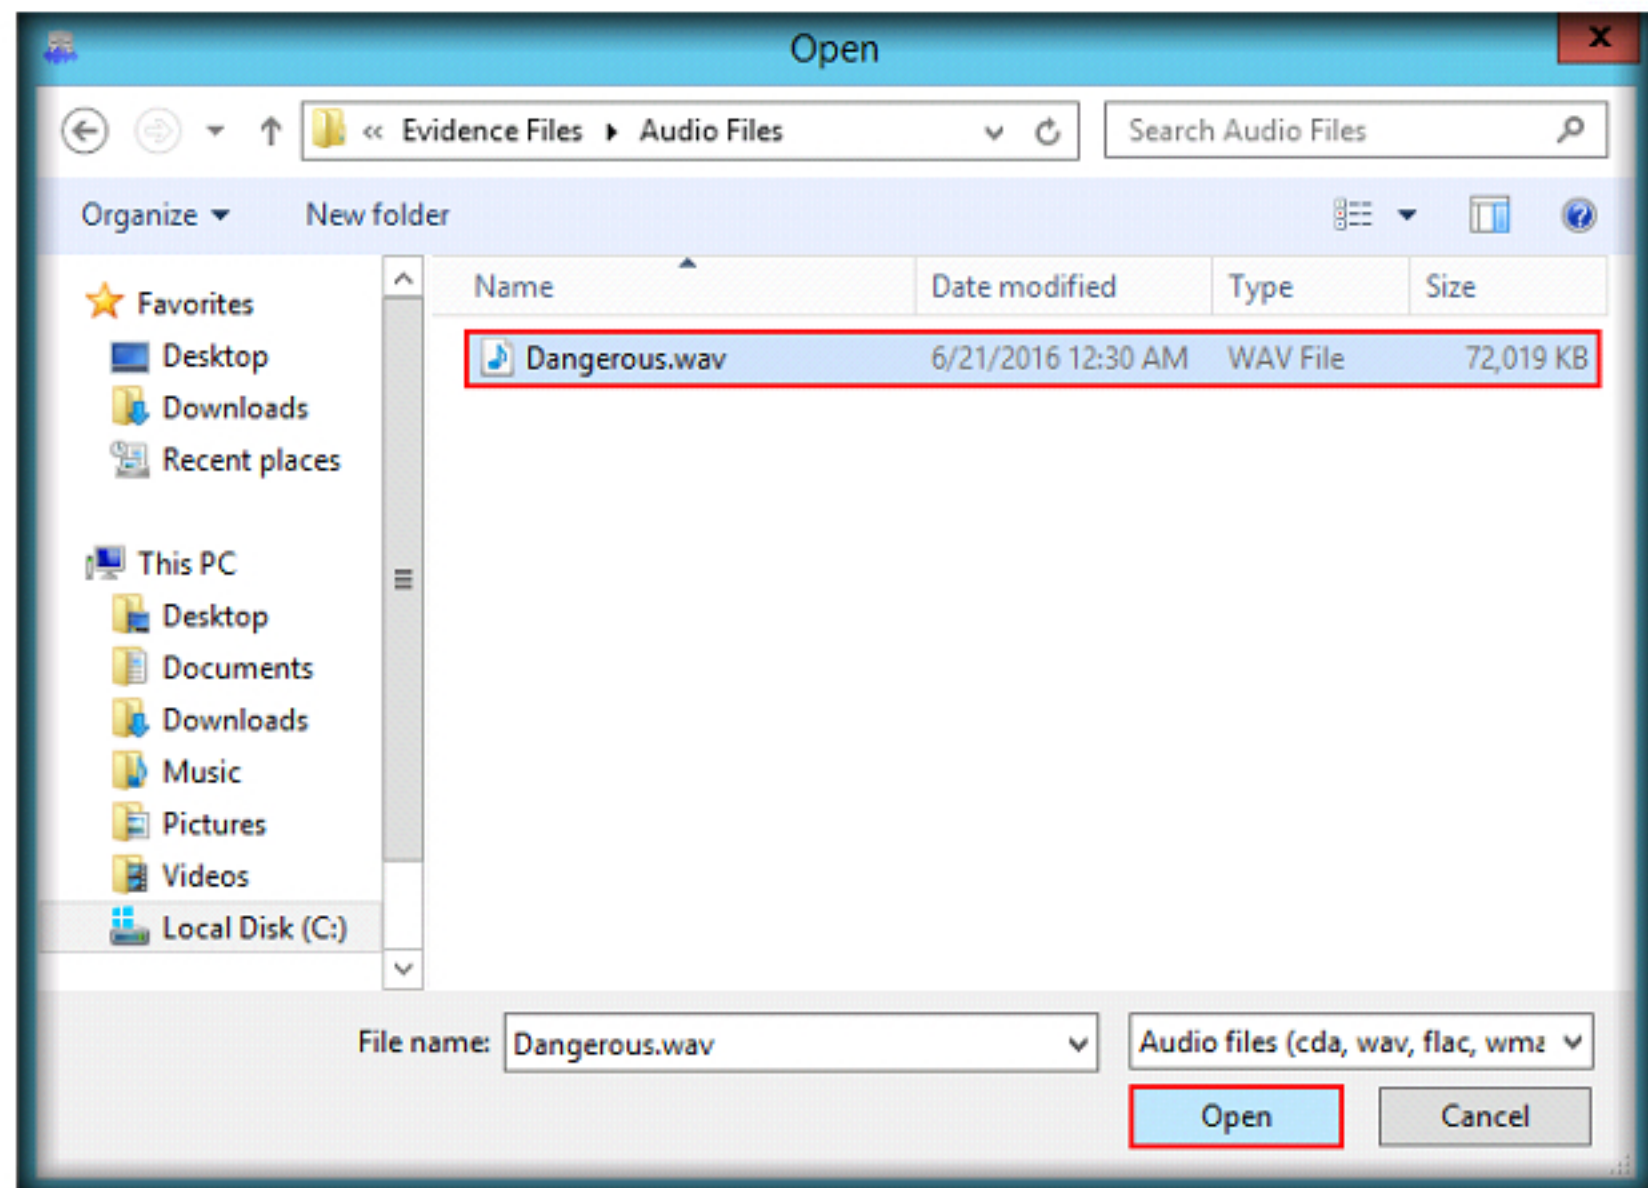 Open
x
« Evidence Files ▸ Audio Files
Search Audio Files
Organize
New folder
Name
Date modified
Type
Size
Dangerous.wav
6/21/2016 12:30 AM
WAV File
72,019 KB
Favorites
Desktop
Downloads
Recent places
This PC
Desktop
Documents
Downloads
Music
Pictures
Videos
Local Disk (C:)
File name:
Dangerous.wav
Audio files (cda, wav, flac, wma
Open
Cancel